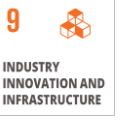 9
INDUSTRY
INNOVATION AND
INFRASTRUCTURE